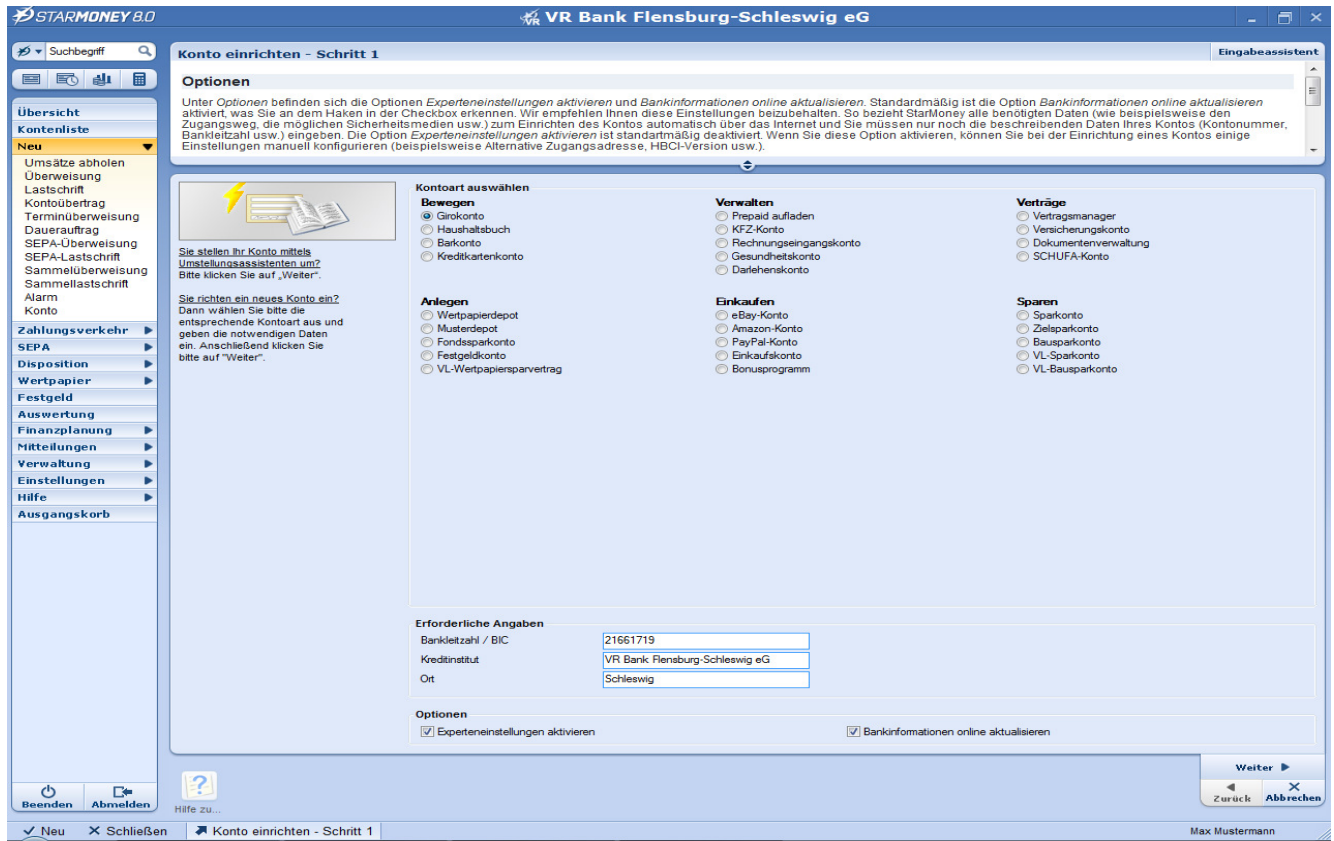 STARMONEY 8.0
VR Bank Flensburg-Schleswig eG
Suchbegriff
Übersicht
Kontenliste
Neu
Umsätze abholen
Überweisung
Lastschrift
Kontoübertrag
Terminüberweisung
Dauerauftrag
SEPA-Überweisung
SEPA-Lastschrift
Sammelüberweisung
Sammellastschrift
Alarm
Konto
Zahlungsverkehr
SEPA
Disposition
Wertpapier
Festgeld
Auswertung
Finanzplanung
Mitteilungen
Verwaltung
Einstellungen
Hilfe
Ausgangskorb
Beenden
Abmelden
Konto einrichten - Schritt 1
Eingabeassistent
Optionen
Unter Optionen befinden sich die Optionen Experteneinstellungen aktivieren und Bankinformationen online aktualisieren. Standardmäßig ist die Option Bankinformationen online aktualisieren
aktiviert, was Sie an dem Haken in der Checkbox erkennen. Wir empfehlen Ihnen diese Einstellungen beizubehalten. So bezieht StarMoney alle benötigten Daten (wie beispielsweise den
Zugangsweg, die möglichen Sicherheitsmedien usw.) zum Einrichten des Kontos automatisch über das Internet und Sie müssen nur noch die beschreibenden Daten Ihres Kontos (Kontonummer,
Bankleitzahl usw.) eingeben. Die Option Experteneinstellungen aktivieren ist standartmäßig deaktiviert. Wenn Sie diese Option aktivieren, können Sie bei der Einrichtung eines Kontos einige
Einstellungen manuell konfigurieren (beispielsweise Alternative Zugangsadresse, HBCI-Version usw.).
Sie stellen Ihr Konto mittels
Umstellungsassistenten um?
Bitte klicken Sie auf „Weiter“.
Sie richten ein neues Konto ein?
Dann wählen Sie bitte die
entsprechende Kontoart aus und
geben die notwendigen Daten
ein. Anschließend klicken Sie
bitte auf "Weiter".
Kontoart auswählen
Bewegen
Girokonto
Haushaltsbuch
Barkonto
Kreditkartenkonto
Verwalten
Prepaid aufladen
KFZ-Konto
Rechnungseingangskonto
Gesundheitskonto
Darlehenskonto
Verträge
Vertragsmanager
Versicherungskonto
Dokumentenverwaltung
SCHUFA-Konto
Anlegen
Wertpapierdepot
Musterdepot
Fondssparkonto
Festgeldkonto
VL-Wertpapiersparvertrag
Einkaufen
eBay-Konto
Amazon-Konto
PayPal-Konto
Einkaufskonto
Bonusprogramm
Sparen
Sparkonto
Zielsparkonto
Bausparkonto
VL-Sparkonto
VL-Bausparkonto
Erforderliche Angaben
Bankleitzahl / BIC
21661719
Kreditinstitut
VR Bank Flensburg-Schleswig eG
Ort
Schleswig
Optionen
Experteneinstellungen aktivieren
Bankinformationen online aktualisieren
Hilfe zu...
Weiter
Zurück
Abbrechen
Neu
Schließen
Konto einrichten - Schritt 1
Max Mustermann